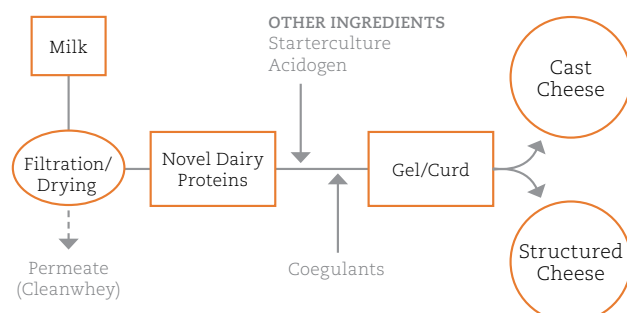 Milk
Filtration/
Drying
Permeate
(Cleanwhey)
Novel Dairy
Proteins
OTHER INGREDIENTS
Starterculture
Acidogen
Coegulants
Gel/Curd
Cast
Cheese
Structured
Cheese